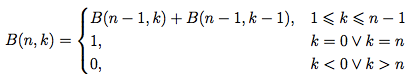 B(n, k) = { B(n − 1, k) + B(n − 1, k − 1), 1 ⩽ k ⩽ n − 1
1, k = 0 ∨ k = n
0, k < 0 ∨ k > n